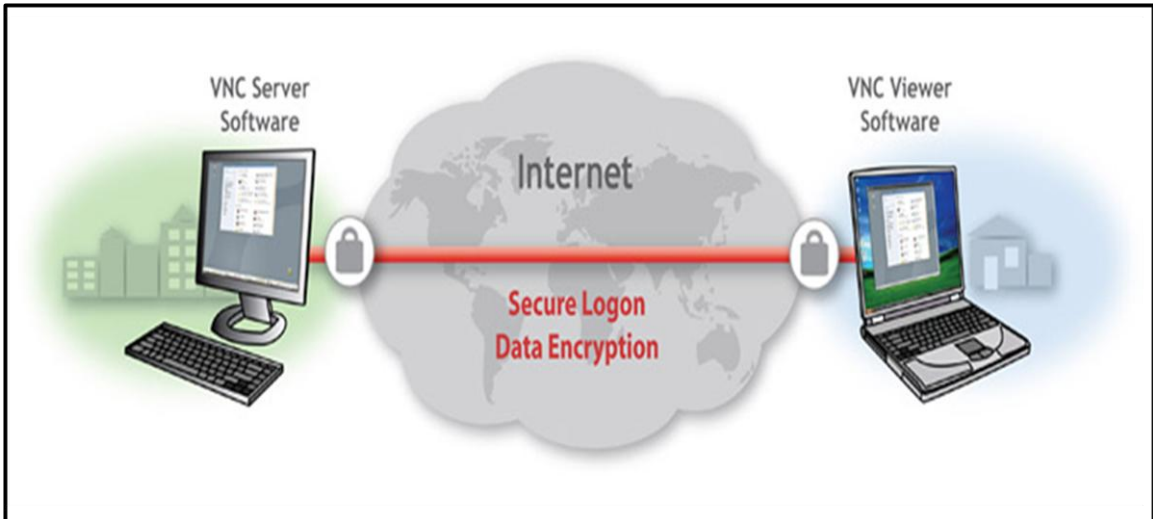 VNC Server
Software
VNC Viewer
Software
Internet
Secure Logon
Data Encryption